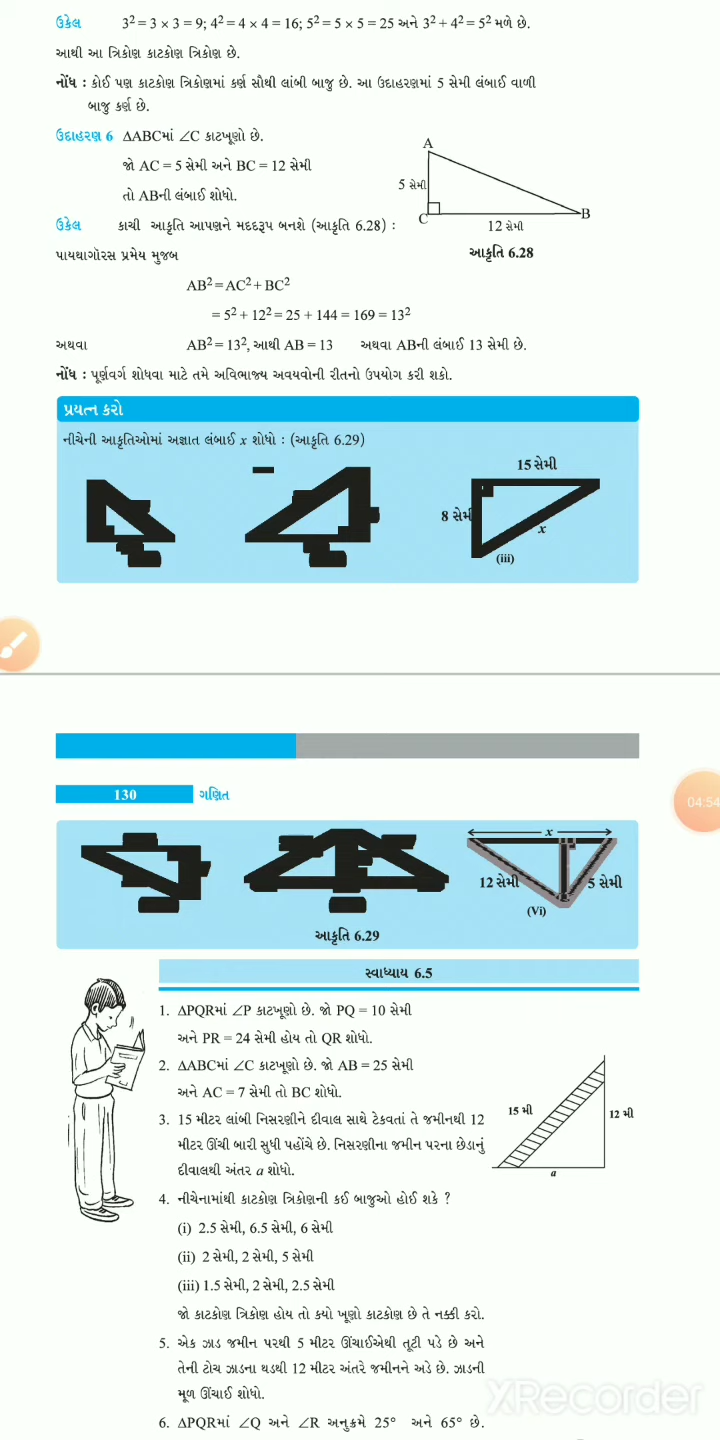 ઉકેલ 3² = 3 × 3 = 9; 4² = 4 × 4 = 16; 5² = 5 × 5 = 25 અને 3² + 4² = 5² મળે છે.
આથી આ ત્રિકોણ કાટકોણ ત્રિકોણ છે.
નોંધ : કોઈ પણ કાટકોણ ત્રિકોણમાં કર્ણ સૌથી લાંબી બાજુ છે. આ ઉદાહરણમાં 5 સેમી લંબાઈ વાળી
બાજુ કર્ણ છે.
ઉદાહરણ 6 ΔABCમાં ∠C કાટખૂણો છે.
જો AC = 5 સેમી અને BC = 12 સેમી
તો ABની લંબાઈ શોધો.
A
5 સેમી
C
12 સેમી
B
આકૃતિ 6.28
ઉકેલ કાચી આકૃતિ આપણને મદદરૂપ બનશે (આકૃતિ 6.28) :
પાયથાગૉરસ પ્રમેય મુજબ
AB² = AC² + BC²
= 5² + 12² = 25 + 144 = 169 = 13²
અથવા AB² = 13², આથી AB = 13 અથવા ABની લંબાઈ 13 સેમી છે.
નોંધ : પૂર્ણવર્ગ શોધવા માટે તમે અવિભાજ્ય અવયવોની રીતનો ઉપયોગ કરી શકો.
પ્રયત્ન કરો
નીચેની આકૃતિઓમાં અજ્ઞાત લંબાઈ x શોધો : (આકૃતિ 6.29)
15 સેમી
8 સેમી
x
(iii)
04:54
130 ગણિત
x
12 સેમી
5 સેમી
(Vi)
આકૃતિ 6.29
સ્વાધ્યાય 6.5
1. ΔPQRમાં ∠P કાટખૂણો છે. જો PQ = 10 સેમી
અને PR = 24 સેમી હોય તો QR શોધો.
2. ΔABCમાં ∠C કાટખૂણો છે. જો AB = 25 સેમી
અને AC = 7 સેમી તો BC શોધો.
3. 15 મીટર લાંબી નિસરણીને દીવાલ સાથે ટેકવતાં તે જમીનથી 12
મીટર ઊંચી બારી સુધી પહોંચે છે. નિસરણીના જમીન પરના છેડાનું
દીવાલથી અંતર a શોધો.
15 મી
12 મી
a
4. નીચેનામાંથી કાટકોણ ત્રિકોણની કઈ બાજુઓ હોઈ શકે ?
(i) 2.5 સેમી, 6.5 સેમી, 6 સેમી
(ii) 2 સેમી, 2 સેમી, 5 સેમી
(iii) 1.5 સેમી, 2 સેમી, 2.5 સેમી
જો કાટકોણ ત્રિકોણ હોય તો કયો ખૂણો કાટકોણ છે તે નક્કી કરો.
5. એક ઝાડ જમીન પરથી 5 મીટર ઊંચાઈએથી તૂટી પડે છે અને
તેની ટોચ ઝાડના થડથી 12 મીટર અંતરે જમીનને અડે છે. ઝાડની
મૂળ ઊંચાઈ શોધો.
6. ΔPQRમાં ∠Q અને ∠R અનુક્રમે 25° અને 65° છે.
XRecorder